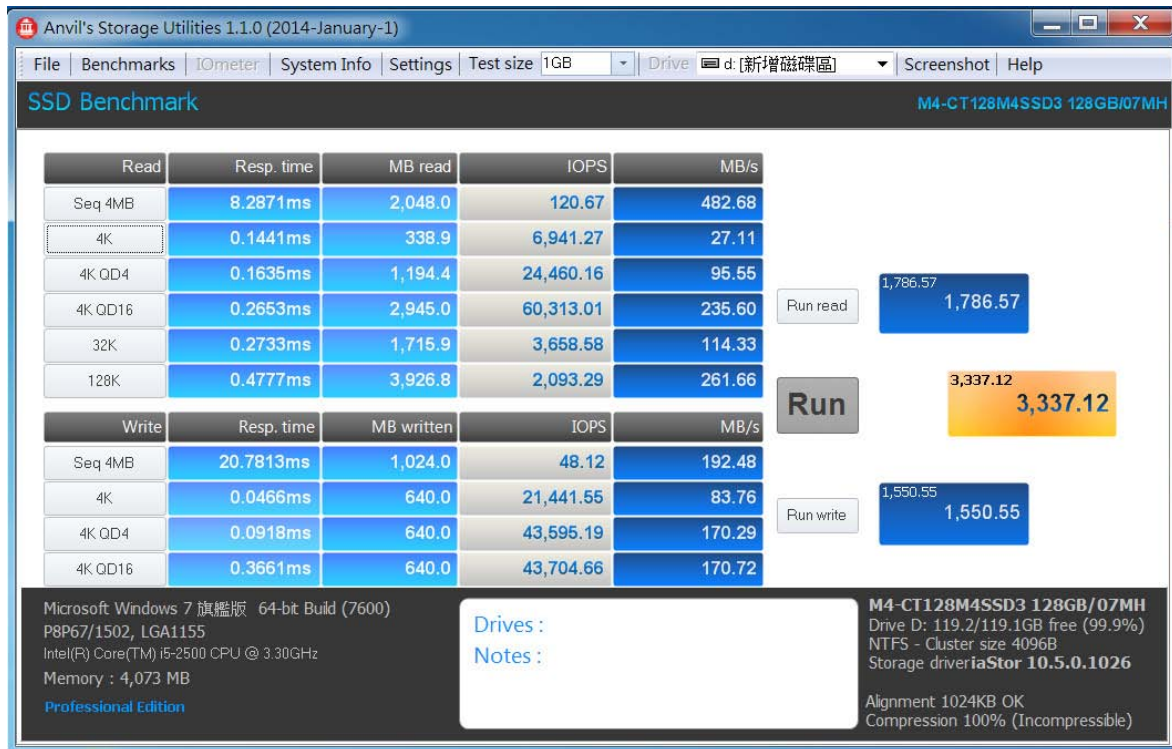 Anvil's Storage Utilities 1.1.0 (2014-January-1)
File Benchmarks IOmeter System Info Settings Test size 1GB Drive d: [新增磁碟區] Screenshot Help
SSD Benchmark M4-CT128M4SSD3 128GB/07MH
Read Resp. time MB read IOPS MB/s
Seq 4MB 8.2871ms 2,048.0 120.67 482.68
4K 0.1441ms 338.9 6,941.27 27.11
4K QD4 0.1635ms 1,194.4 24,460.16 95.55
4K QD16 0.2653ms 2,945.0 60,313.01 235.60
32K 0.2733ms 1,715.9 3,658.58 114.33
128K 0.4777ms 3,926.8 2,093.29 261.66
Run read
1,786.57
1,786.57
Run
3,337.12
3,337.12
Write Resp. time MB written IOPS MB/s
Seq 4MB 20.7813ms 1,024.0 48.12 192.48
4K 0.0466ms 640.0 21,441.55 83.76
4K QD4 0.0918ms 640.0 43,595.19 170.29
4K QD16 0.3661ms 640.0 43,704.66 170.72
Run write
1,550.55
1,550.55
Microsoft Windows 7 旗艦版 64-bit Build (7600)
P8P67/1502, LGA1155
Intel(R) Core(TM) i5-2500 CPU @ 3.30GHz
Memory : 4,073 MB
Professional Edition
Drives :
Notes :
M4-CT128M4SSD3 128GB/07MH
Drive D: 119.2/119.1GB free (99.9%)
NTFS - Cluster size 4096B
Storage driveriaStor 10.5.0.1026
Alignment 1024KB OK
Compression 100% (Incompressible)